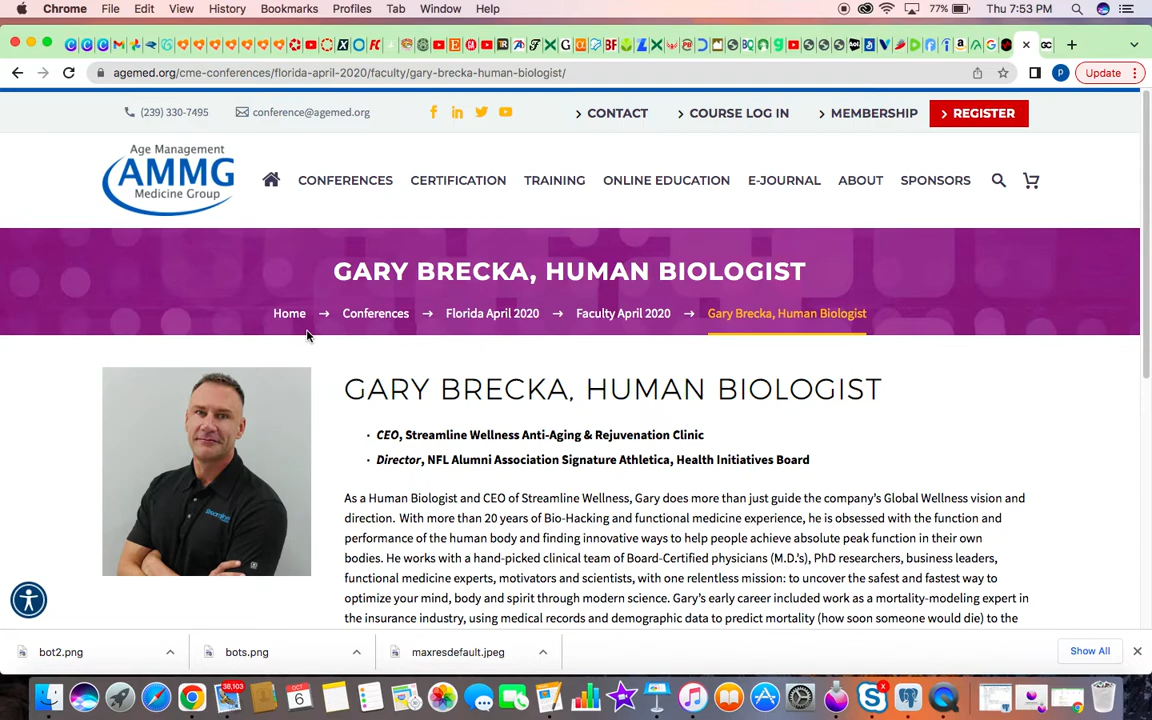 Chrome File Edit View History Bookmarks Profiles Tab Window Help 77% Thu 7:53 PM
agemed.org/cme-conferences/florida-april-2020/faculty/gary-brecka-human-biologist/ Update
(239) 330-7495 conference@agemed.org CONTACT COURSE LOG IN MEMBERSHIP REGISTER
Age Management
AMMG
Medicine Group
CONFERENCES CERTIFICATION TRAINING ONLINE EDUCATION E-JOURNAL ABOUT SPONSORS
GARY BRECKA, HUMAN BIOLOGIST
Home → Conferences → Florida April 2020 → Faculty April 2020 → Gary Brecka, Human Biologist
GARY BRECKA, HUMAN BIOLOGIST
· CEO, Streamline Wellness Anti-Aging & Rejuvenation Clinic
· Director, NFL Alumni Association Signature Athletica, Health Initiatives Board
As a Human Biologist and CEO of Streamline Wellness, Gary does more than just guide the company's Global Wellness vision and
direction. With more than 20 years of Bio-Hacking and functional medicine experience, he is obsessed with the function and
performance of the human body and finding innovative ways to help people achieve absolute peak function in their own
bodies. He works with a hand-picked clinical team of Board-Certified physicians (M.D.'s), PhD researchers, business leaders,
functional medicine experts, motivators and scientists, with one relentless mission: to uncover the safest and fastest way to
optimize your mind, body and spirit through modern science. Gary's early career included work as a mortality-modeling expert in
the insurance industry, using medical records and demographic data to predict mortality (how soon someone would die) to the
bot2.png bots.png maxresdefault.jpeg Show All
38,103
OCT
6